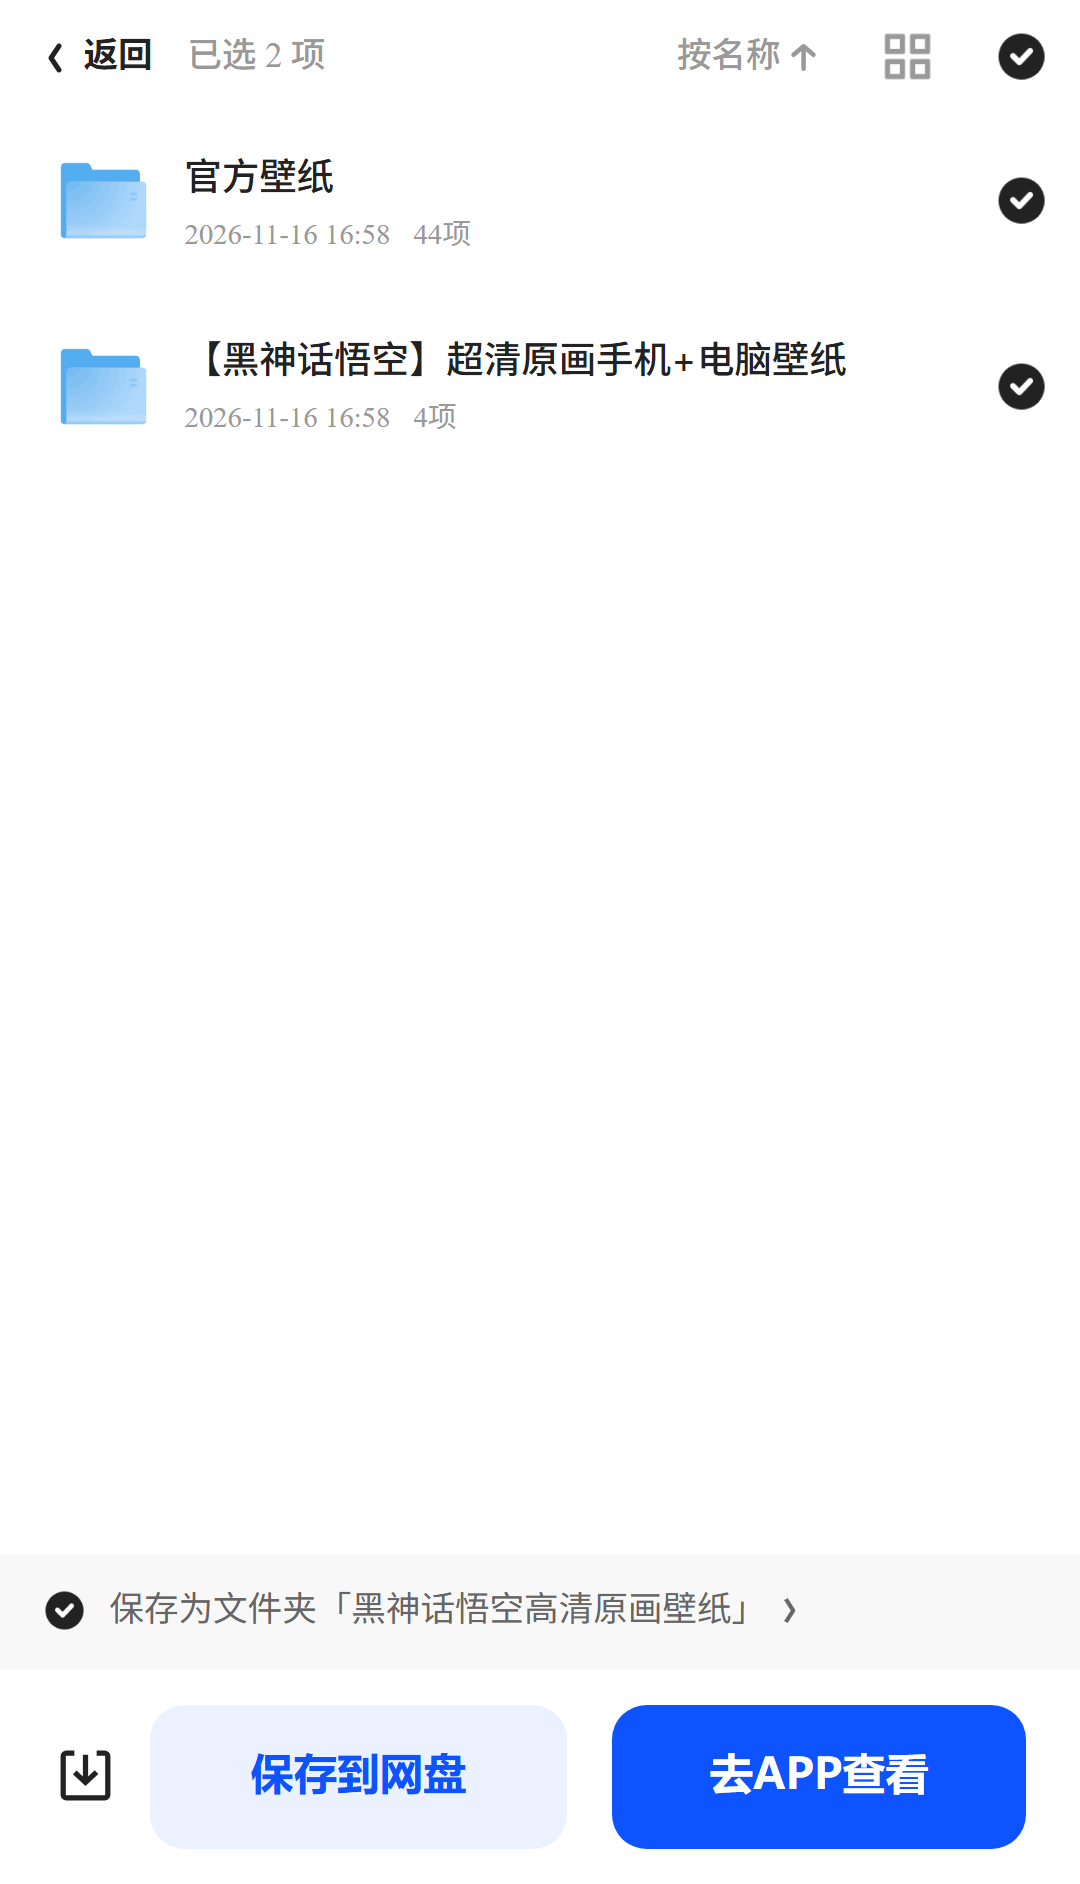 返回 已选 2 项 按名称
官方壁纸
2026-11-16 16:58 44项
【黑神话悟空】超清原画手机+电脑壁纸
2026-11-16 16:58 4项
保存为文件夹「黑神话悟空高清原画壁纸」
保存到网盘 去APP查看